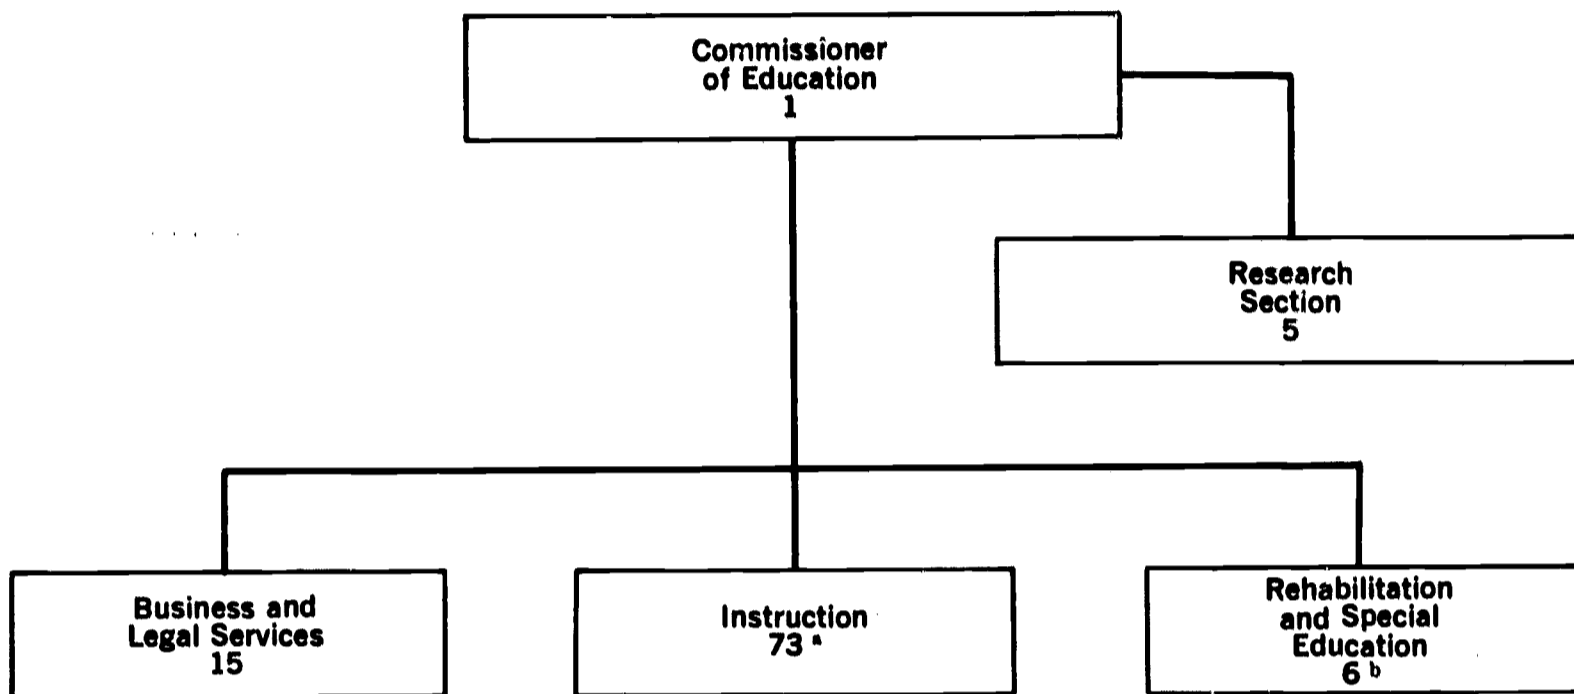 Commissioner
of Education
1
Research
Section
5
Business and
Legal Services
15
Instruction
73 a
Rehabilitation
and Special
Education
6 b